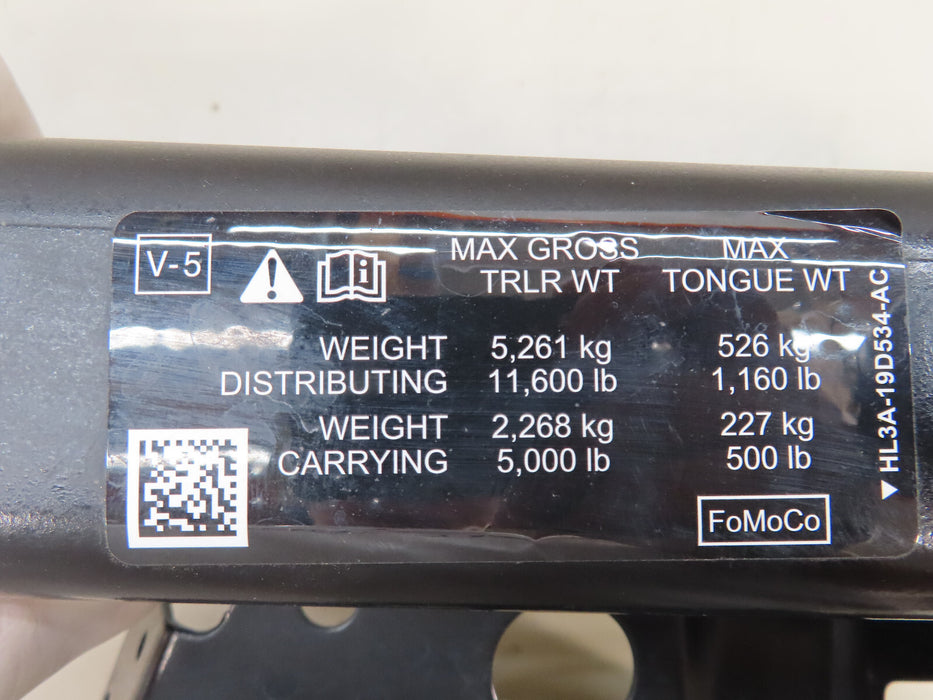 V-5
MAX GROSS
TRLR WT
MAX
TONGUE WT
WEIGHT
DISTRIBUTING
5,261 kg
11,600 lb
526 kg
1,160 lb
WEIGHT
CARRYING
2,268 kg
5,000 lb
227 kg
500 lb
FoMoCo
HL3A-19D534-AC